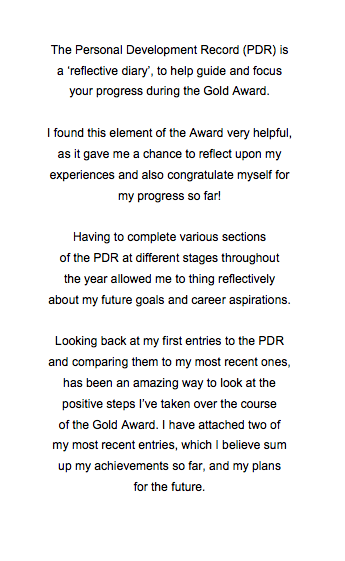 The Personal Development Record (PDR) is
a ‘reflective diary’, to help guide and focus
your progress during the Gold Award.
I found this element of the Award very helpful,
as it gave me a chance to reflect upon my
experiences and also congratulate myself for
my progress so far!
Having to complete various sections
of the PDR at different stages throughout
the year allowed me to thing reflectively
about my future goals and career aspirations.
Looking back at my first entries to the PDR
and comparing them to my most recent ones,
has been an amazing way to look at the
positive steps I've taken over the course
of the Gold Award. I have attached two of
my most recent entries, which I believe sum
up my achievements so far, and my plans
for the future.